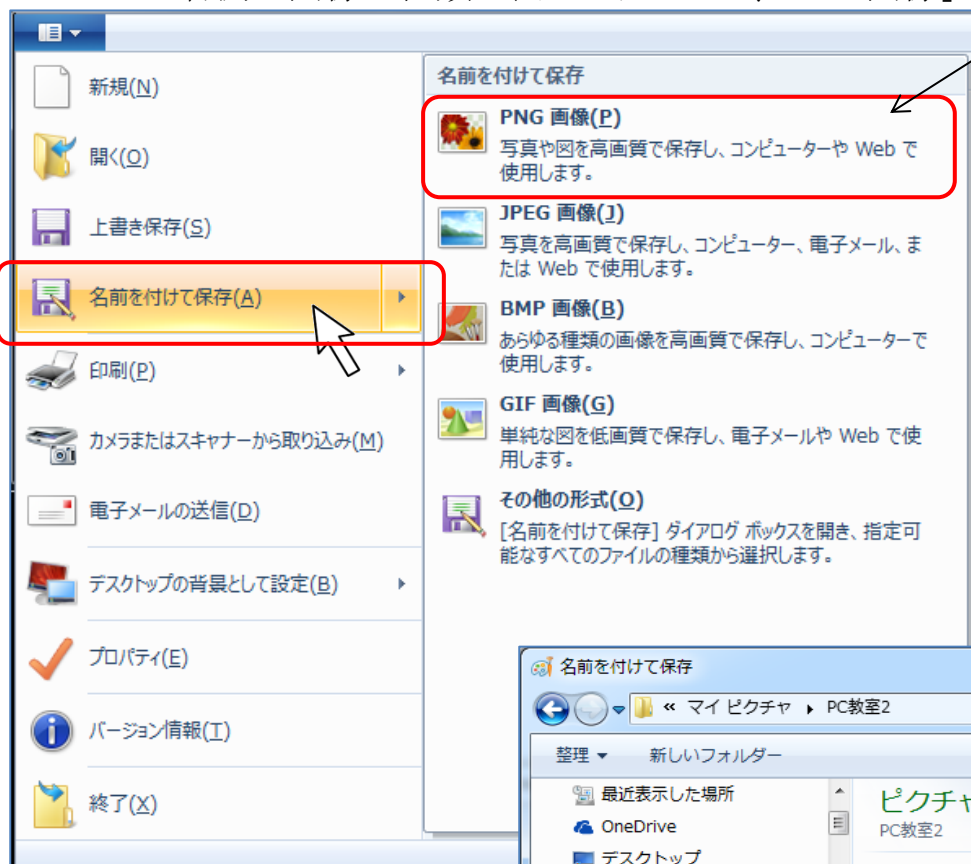 新規(N)
開く(O)
上書き保存(S)
名前を付けて保存(A)
印刷(P)
カメラまたはスキャナーから取り込み(M)
電子メールの送信(D)
デスクトップの背景として設定(B)
プロパティ(E)
バージョン情報(T)
終了(X)
名前を付けて保存
PNG 画像(P)
写真や図を高画質で保存し、コンピューターや Web で
使用します。
JPEG 画像(J)
写真を高画質で保存し、コンピューター、電子メール、ま
たは Web で使用します。
BMP 画像(B)
あらゆる種類の画像を高画質で保存し、コンピューターで
使用します。
GIF 画像(G)
単純な図を低画質で保存し、電子メールや Web で使
用します。
その他の形式(O)
[名前を付けて保存] ダイアログ ボックスを開き、指定可
能なすべてのファイルの種類から選択します。
名前を付けて保存
« マイ ピクチャ ▸ PC教室2
整理 ▼ 新しいフォルダー
最近表示した場所
OneDrive
デスクトップ
ピクチャ
PC教室2